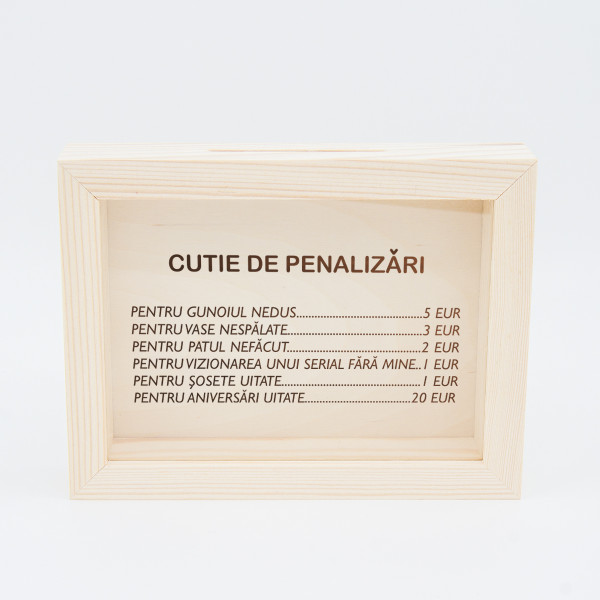 CUTIE DE PENALIZĂRI
PENTRU GUNOIUL NEDUS..............................................5 EUR
PENTRU VASE NESPĂLATE.................................................3 EUR
PENTRU PATUL NEFĂCUT.................................................2 EUR
PENTRU VIZIONAREA UNUI SERIAL FĂRĂ MINE..1 EUR
PENTRU ȘOSETE UITATE...................................................1 EUR
PENTRU ANIVERSĂRI UITATE.......................................20 EUR